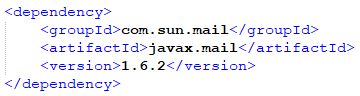 <dependency>
    <groupId>com.sun.mail</groupId>
    <artifactId>javax.mail</artifactId>
    <version>1.6.2</version>
</dependency>